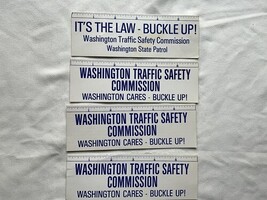 IT'S THE LAW - BUCKLE UP!
Washington Traffic Safety Commission
Washington State Patrol
WASHINGTON TRAFFIC SAFETY
COMMISSION
WASHINGTON CARES - BUCKLE UP!
WASHINGTON TRAFFIC SAFETY
COMMISSION
WASHINGTON CARES - BUCKLE UP!
WASHINGTON TRAFFIC SAFETY
COMMISSION
WASHINGTON CARES - BUCKLE UP!